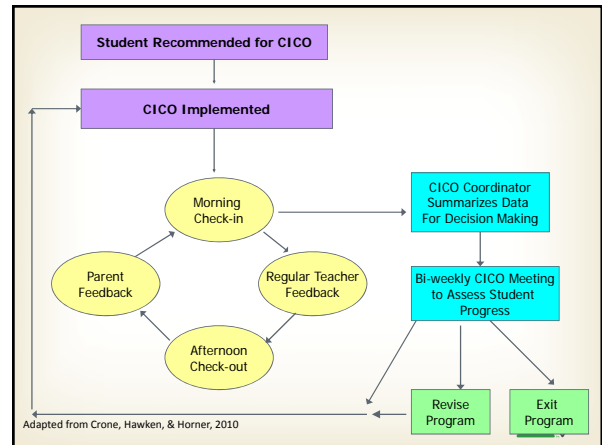 Student Recommended for CICO
CICO Implemented
Morning
Check-in
CICO Coordinator
Summarizes Data
For Decision Making
Parent
Feedback
Regular Teacher
Feedback
Bi-weekly CICO Meeting
to Assess Student
Progress
Afternoon
Check-out
Revise
Program
Exit
Program
Adapted from Crone, Hawken, & Horner, 2010